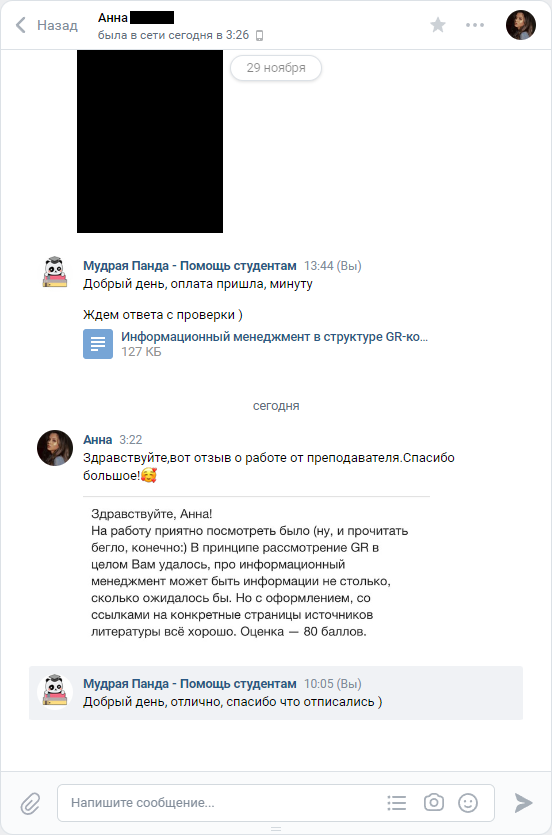 Назад
Анна
была в сети сегодня в 3:26
29 ноября
Мудрая Панда - Помощь студентам 13:44 (Вы)
Добрый день, оплата пришла, минуту
Ждем ответа с проверки )
Информационный менеджмент в структуре GR-ко...
127 КБ
сегодня
Анна 3:22
Здравствуйте,вот отзыв о работе от преподавателя.Спасибо
большое!🥰
Здравствуйте, Анна!
На работу приятно посмотреть было (ну, и прочитать
бегло, конечно:) В принципе рассмотрение GR в
целом Вам удалось, про информационный
менеджмент может быть информации не столько,
сколько ожидалось бы. Но с оформлением, со
ссылками на конкретные страницы источников
литературы всё хорошо. Оценка — 80 баллов.
Мудрая Панда - Помощь студентам 10:05 (Вы)
Добрый день, отлично, спасибо что отписались )
Напишите сообщение...